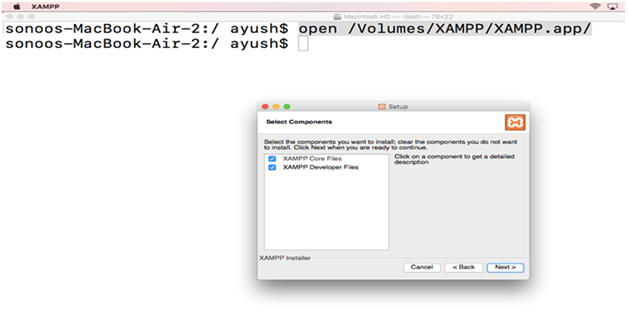 XAMPP
Macintosh HD — -bash — 78×22
sonoos-MacBook-Air-2:/ ayush$ open /Volumes/XAMPP/XAMPP.app/
sonoos-MacBook-Air-2:/ ayush$
Setup
Select Components
Select the components you want to install; clear the components you do not want
to install. Click Next when you are ready to continue.
XAMPP Core Files
XAMPP Developer Files
Click on a component to get a detailed
description
XAMPP Installer
Cancel
< Back
Next >